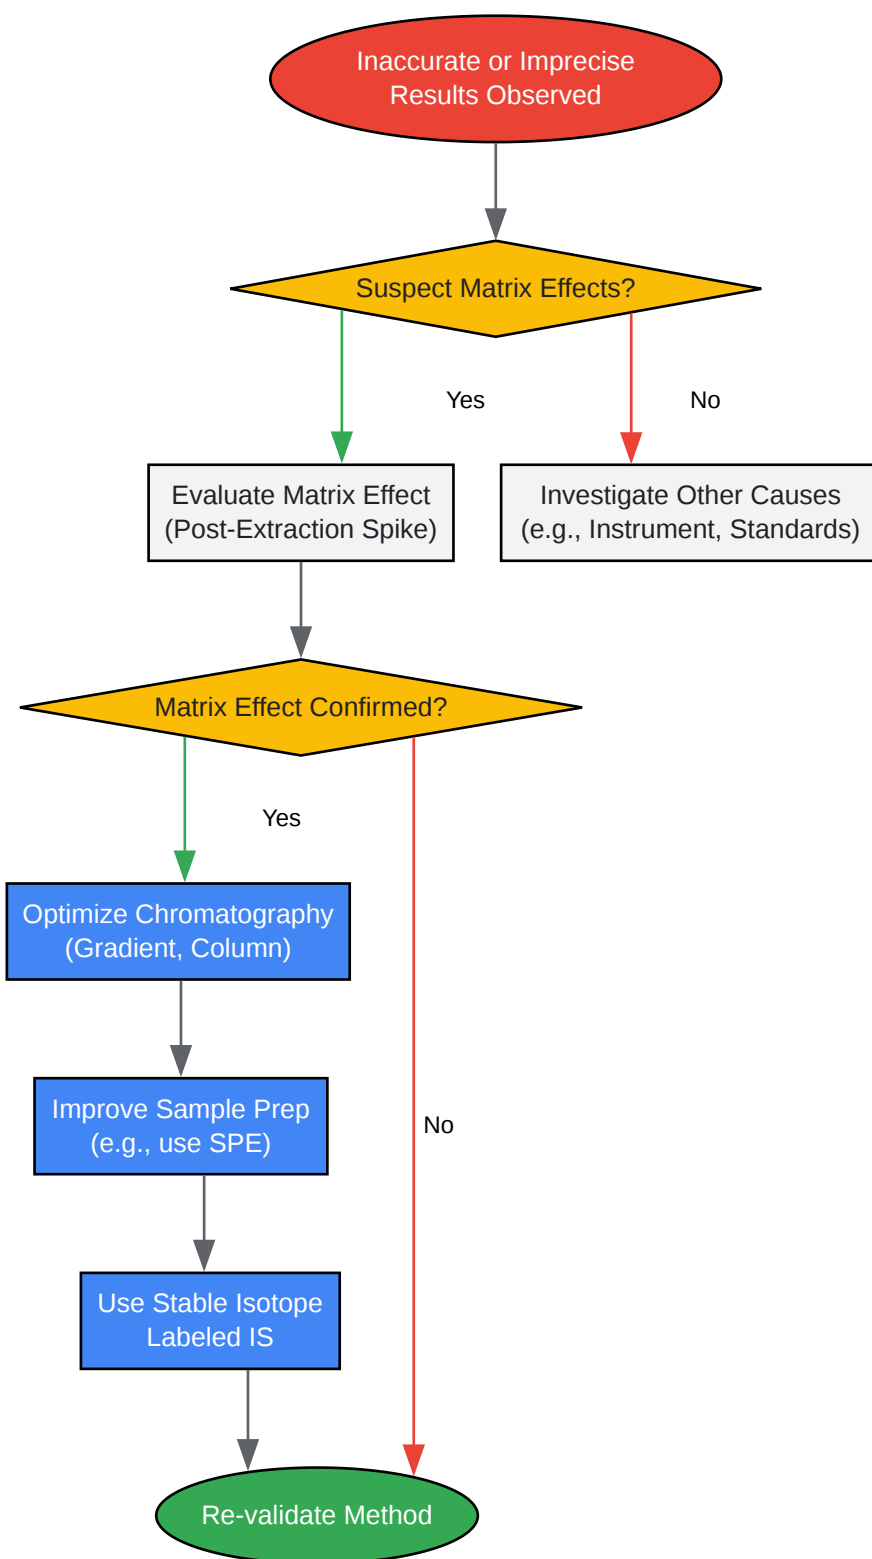 Inaccurate or Imprecise
Results Observed
Suspect Matrix Effects?
Yes
No
Evaluate Matrix Effect
(Post-Extraction Spike)
Investigate Other Causes
(e.g., Instrument, Standards)
Matrix Effect Confirmed?
Yes
Optimize Chromatography
(Gradient, Column)
Improve Sample Prep
(e.g., use SPE)
No
Use Stable Isotope
Labeled IS
Re-validate Method